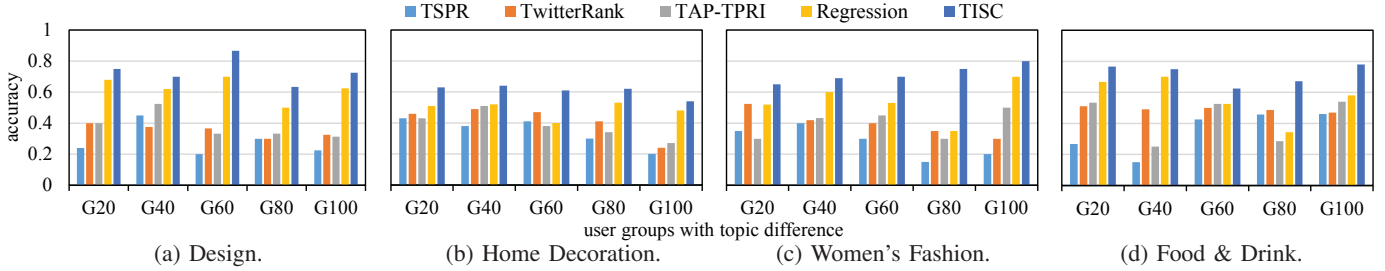 TSPR TwitterRank TAP-TPRI Regression TISC
accuracy
1
0.8
0.6
0.4
0.2
0
G20 G40 G60 G80 G100
G20 G40 G60 G80 G100
G20 G40 G60 G80 G100
G20 G40 G60 G80 G100
user groups with topic difference
(a) Design.
(b) Home Decoration.
(c) Women's Fashion.
(d) Food & Drink.